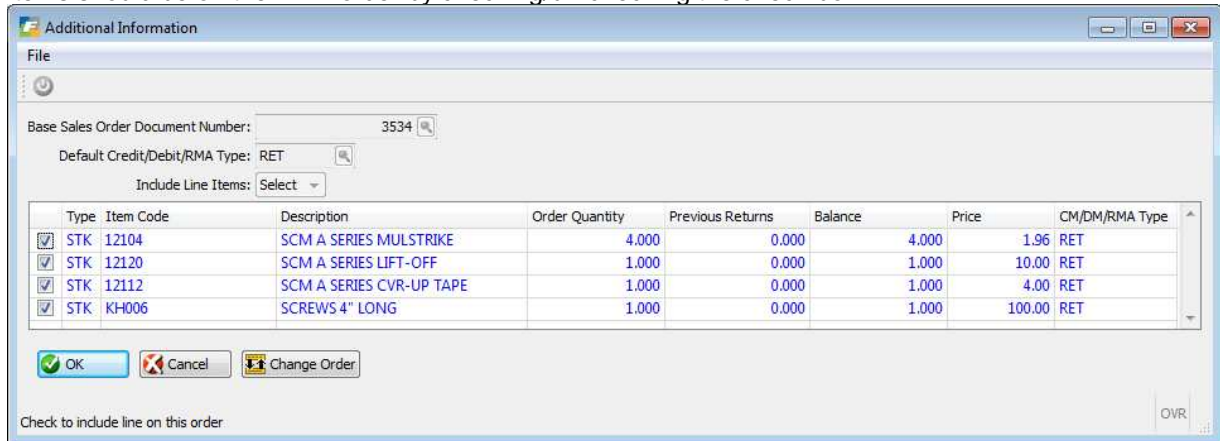 Additional Information
File
Base Sales Order Document Number: 3534
Default Credit/Debit/RMA Type: RET
Include Line Items: Select
Type Item Code Description Order Quantity Previous Returns Balance Price CM/DM/RMA Type
STK 12104 SCM A SERIES MULSTRIKE 4.000 0.000 4.000 1.96 RET
STK 12120 SCM A SERIES LIFT-OFF 1.000 0.000 1.000 10.00 RET
STK 12112 SCM A SERIES CVR-UP TAPE 1.000 0.000 1.000 4.00 RET
STK KH006 SCREWS 4" LONG 1.000 0.000 1.000 100.00 RET
OK Cancel Change Order
Check to include line on this order OVR